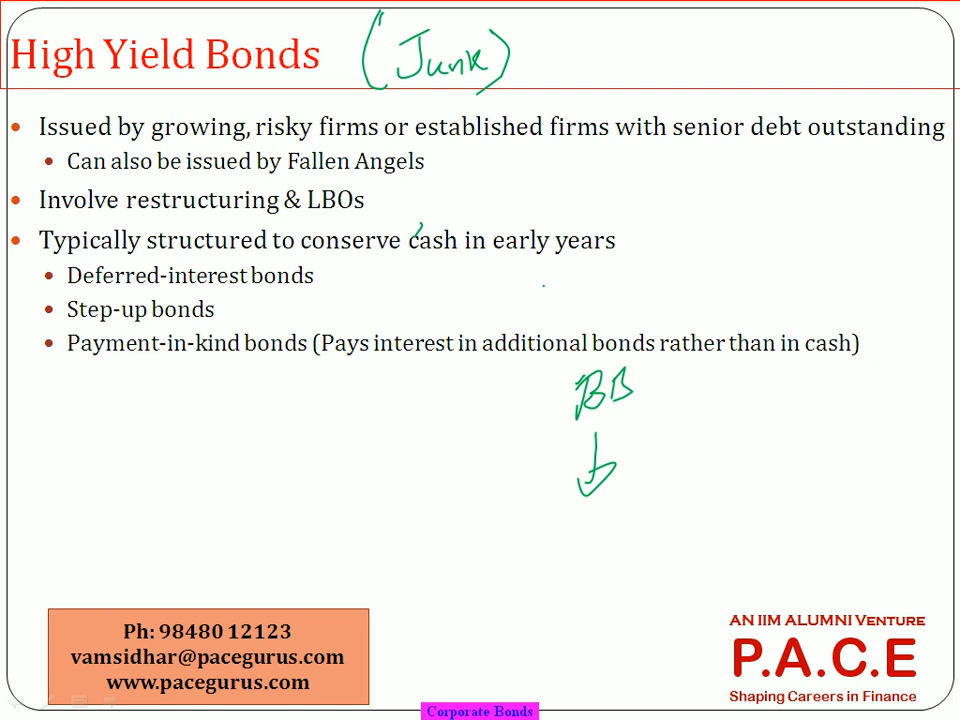 High Yield Bonds (Junk)
• Issued by growing, risky firms or established firms with senior debt outstanding
• Can also be issued by Fallen Angels
• Involve restructuring & LBOs
• Typically structured to conserve cash in early years
• Deferred-interest bonds
• Step-up bonds
• Payment-in-kind bonds (Pays interest in additional bonds rather than in cash)
BB
Ph: 98480 12123
vamsidhar@pacegurus.com
www.pacegurus.com
AN IIM ALUMNI VENTURE
P.A.C.E
Shaping Careers in Finance
Corporate Bonds